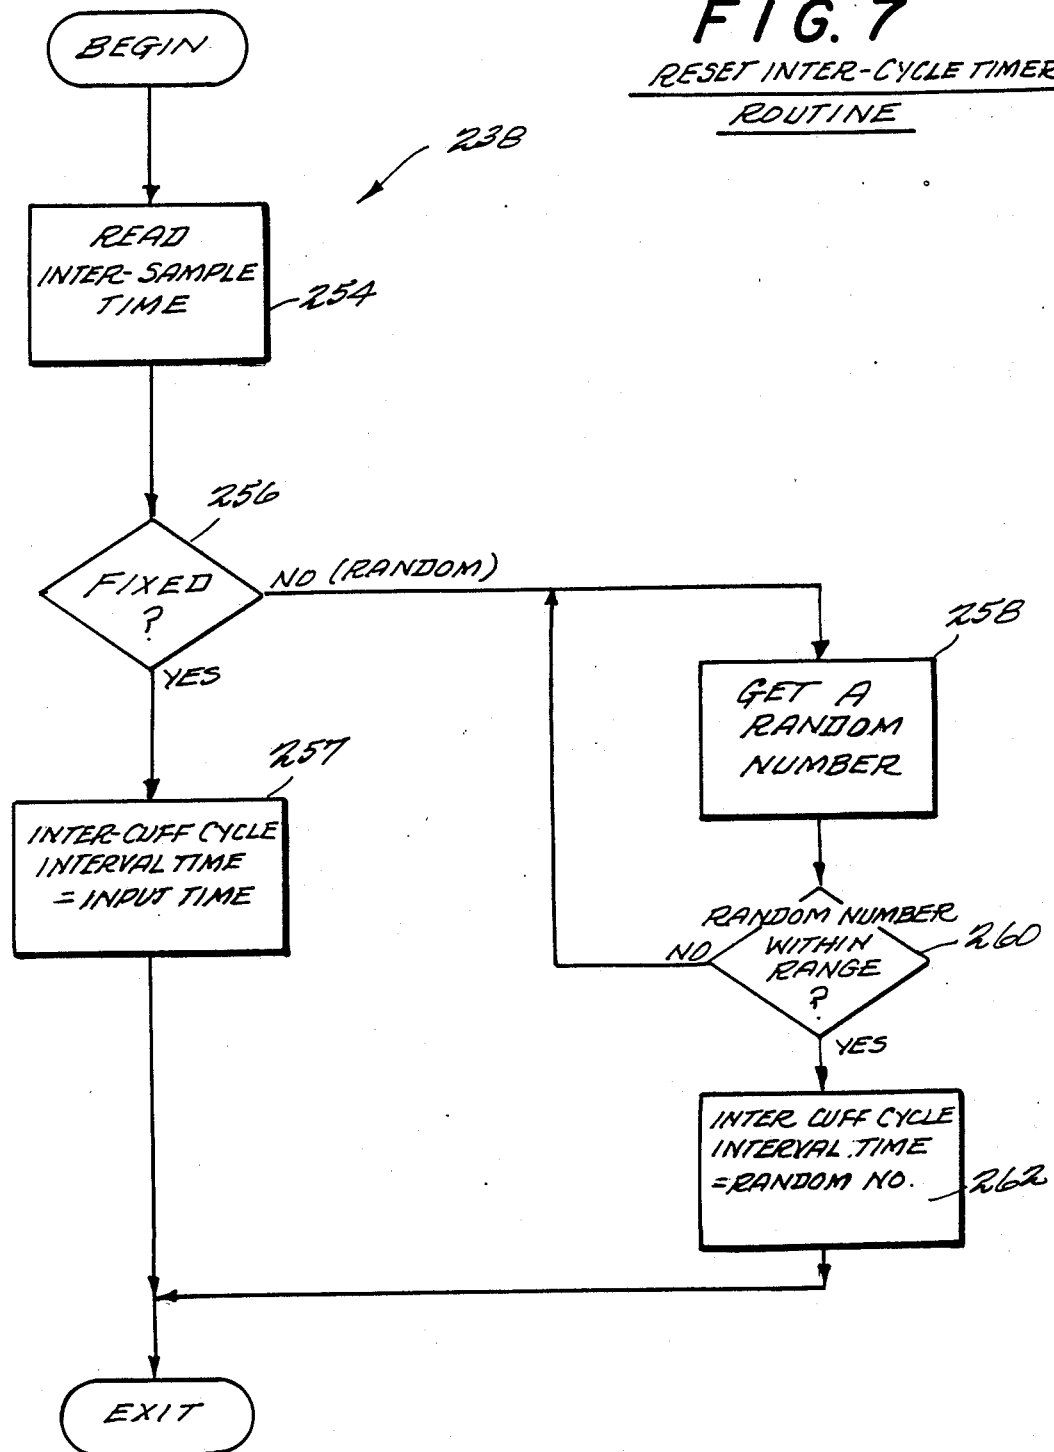 FIG. 7
RESET INTER-CYCLE TIMER
ROUTINE
BEGIN
238
READ
INTER-SAMPLE
TIME
254
256
FIXED
?
NO (RANDOM)
YES
258
GET A
RANDOM
NUMBER
257
INTER-CUFF CYCLE
INTERVAL TIME
= INPUT TIME
RANDOM NUMBER
WITHIN
RANGE
?
260
NO
YES
INTER CUFF CYCLE
INTERVAL TIME
=RANDOM NO.
262
EXIT